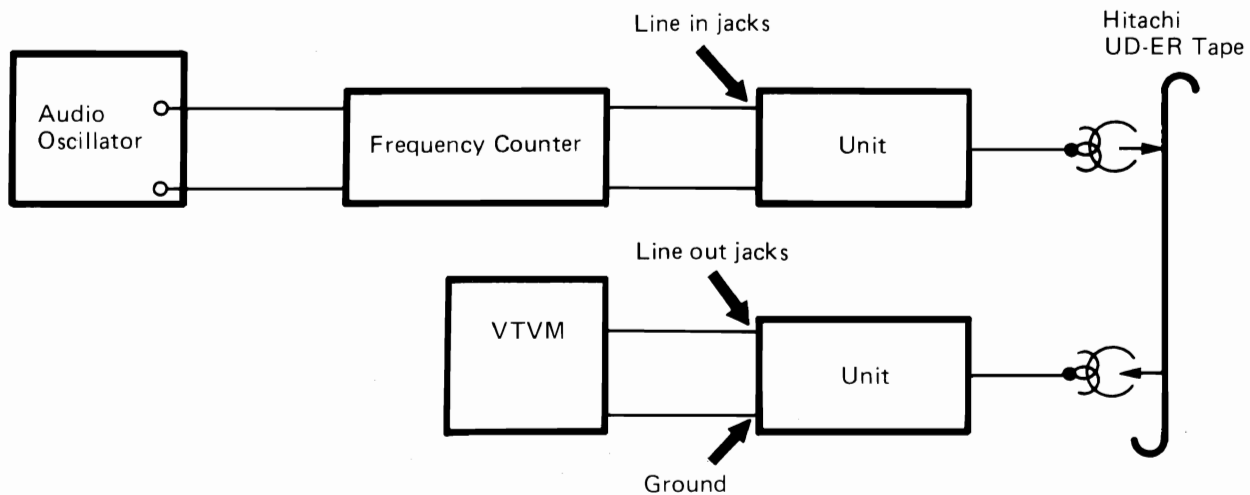 Line in jacks
Hitachi
UD-ER Tape
Audio
Oscillator
Frequency Counter
Unit
Line out jacks
VTVM
Unit
Ground